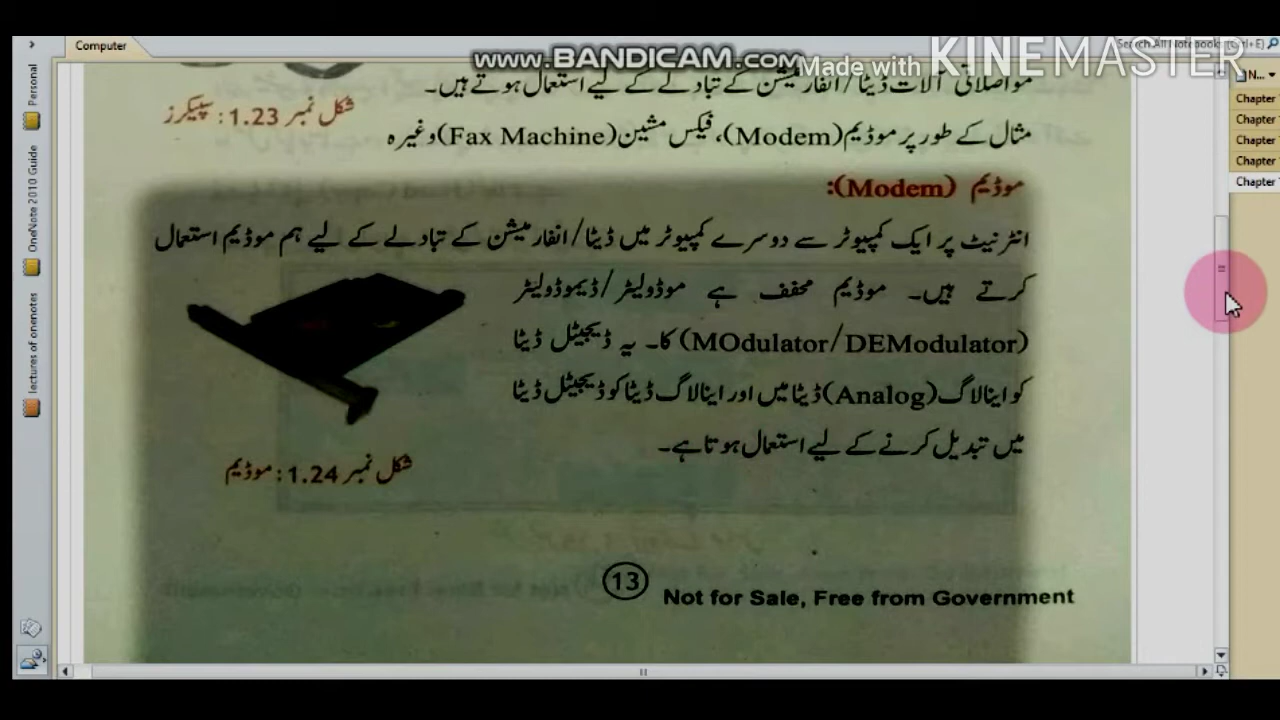 Computer
www.BANDICAM.com
Made with KINEMASTER
Search All Notebooks (Ctrl+E)
N...
Personal
OneNote 2010 Guide
lectures of onenotes
Chapter
Chapter
Chapter
Chapter
Chapter
مواصلاتی آلات ڈیٹا/انفارمیشن کے تبادلے کے لیے استعمال ہوتے ہیں۔
شکل نمبر 1.23: سپیکرز
مثال کے طور پر موڈیم (Modem)، فیکس مشین (Fax Machine) وغیرہ
موڈیم (Modem):
انٹرنیٹ پر ایک کمپیوٹر سے دوسرے کمپیوٹر میں ڈیٹا/انفارمیشن کے تبادلے کے لیے ہم موڈیم استعمال
کرتے ہیں۔ موڈیم مخفف ہے موڈولیٹر/ڈیموڈولیٹر
(MOdulator/DEModulator) کا۔ یہ ڈیجیٹل ڈیٹا
کو اینالاگ (Analog) ڈیٹا میں اور اینالاگ ڈیٹا کو ڈیجیٹل ڈیٹا
میں تبدیل کرنے کے لیے استعمال ہوتا ہے۔
شکل نمبر 1.24: موڈیم
13
Not for Sale, Free from Government